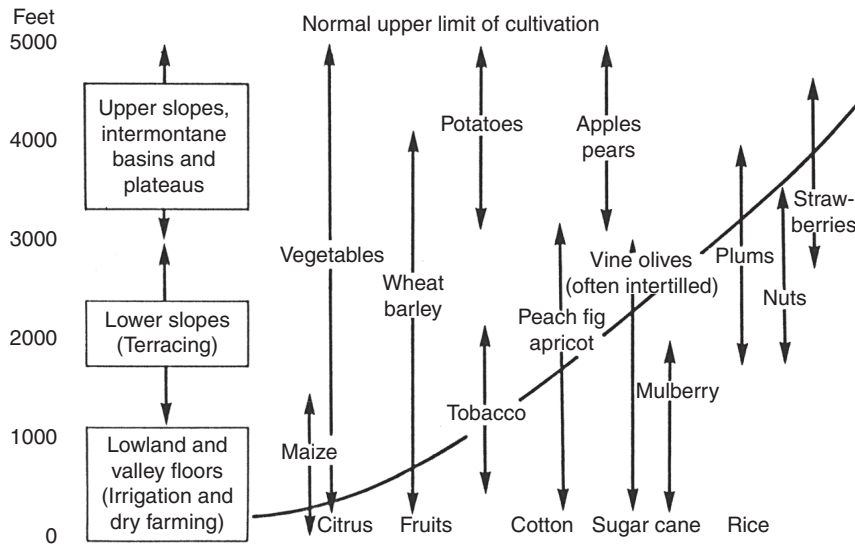 Feet
Normal upper limit of cultivation
5000
Upper slopes,
intermontane
basins and
plateaus
4000
Potatoes
Apples
pears
3000
Vegetables
Wheat
barley
Vine olives
(often intertilled)
Plums
Straw-
berries
Nuts
Lower slopes
(Terracing)
2000
Peach fig
apricot
Mulberry
Tobacco
1000
Maize
Lowland and
valley floors
(Irrigation and
dry farming)
0
Citrus
Fruits
Cotton
Sugar cane
Rice